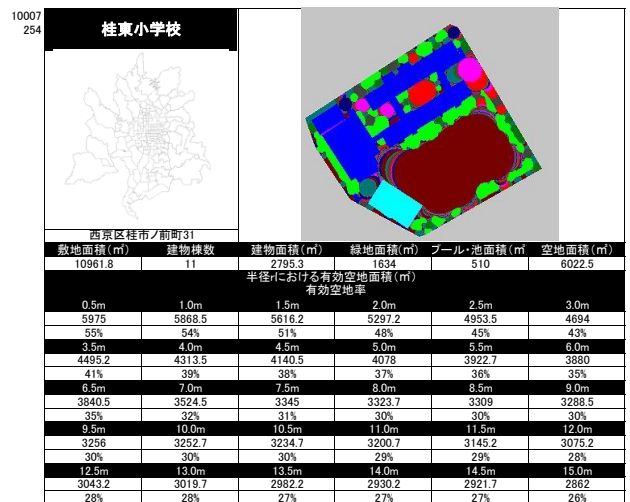 10007
254
桂東小学校
西京区桂市ノ前町31
敷地面積(㎡) 建物棟数 建物面積(㎡) 緑地面積(㎡) プール・池面積(㎡ 空地面積(㎡)
10961.8 11 2795.3 1634 510 6022.5
半径rにおける有効空地面積(㎡)
有効空地率
0.5m 1.0m 1.5m 2.0m 2.5m 3.0m
5975 5868.5 5616.2 5297.2 4953.5 4694
55% 54% 51% 48% 45% 43%
3.5m 4.0m 4.5m 5.0m 5.5m 6.0m
4495.2 4313.5 4140.5 4078 3922.7 3880
41% 39% 38% 37% 36% 35%
6.5m 7.0m 7.5m 8.0m 8.5m 9.0m
3840.5 3524.5 3345 3323.7 3309 3288.5
35% 32% 31% 30% 30% 30%
9.5m 10.0m 10.5m 11.0m 11.5m 12.0m
3256 3252.7 3234.7 3200.7 3145.2 3075.2
30% 30% 30% 29% 29% 28%
12.5m 13.0m 13.5m 14.0m 14.5m 15.0m
3043.2 3019.7 2982.2 2930.2 2921.7 2862
28% 28% 27% 27% 27% 26%